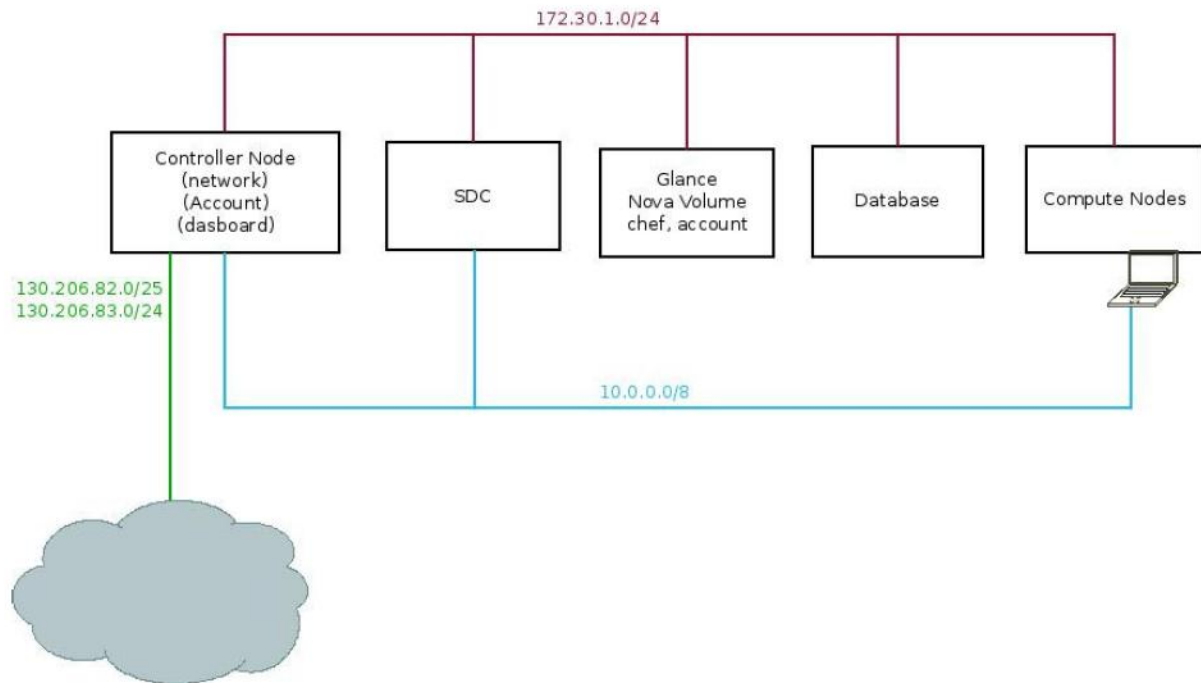 172.30.1.0/24
Controller Node
(network)
(Account)
(dasboard)
SDC
Glance
Nova Volume
chef, account
Database
Compute Nodes
130.206.82.0/25
130.206.83.0/24
10.0.0.0/8